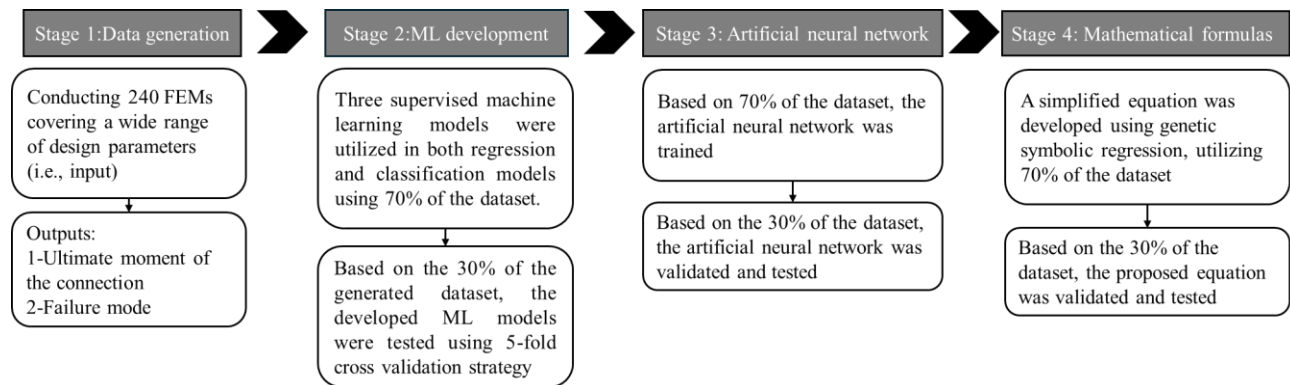 Stage 1:Data generation
Conducting 240 FEMs
covering a wide range
of design parameters
(i.e., input)
Outputs:
1-Ultimate moment of
the connection
2-Failure mode
Stage 2:ML development
Three supervised machine
learning models were
utilized in both regression
and classification models
using 70% of the dataset.
Based on the 30% of the
generated dataset, the
developed ML models
were tested using 5-fold
cross validation strategy
Stage 3: Artificial neural network
Based on 70% of the dataset, the
artificial neural network was
trained
Based on the 30% of the dataset,
the artificial neural network was
validated and tested
Stage 4: Mathematical formulas
A simplified equation was
developed using genetic
symbolic regression, utilizing
70% of the dataset
Based on the 30% of the
dataset, the proposed equation
was validated and tested